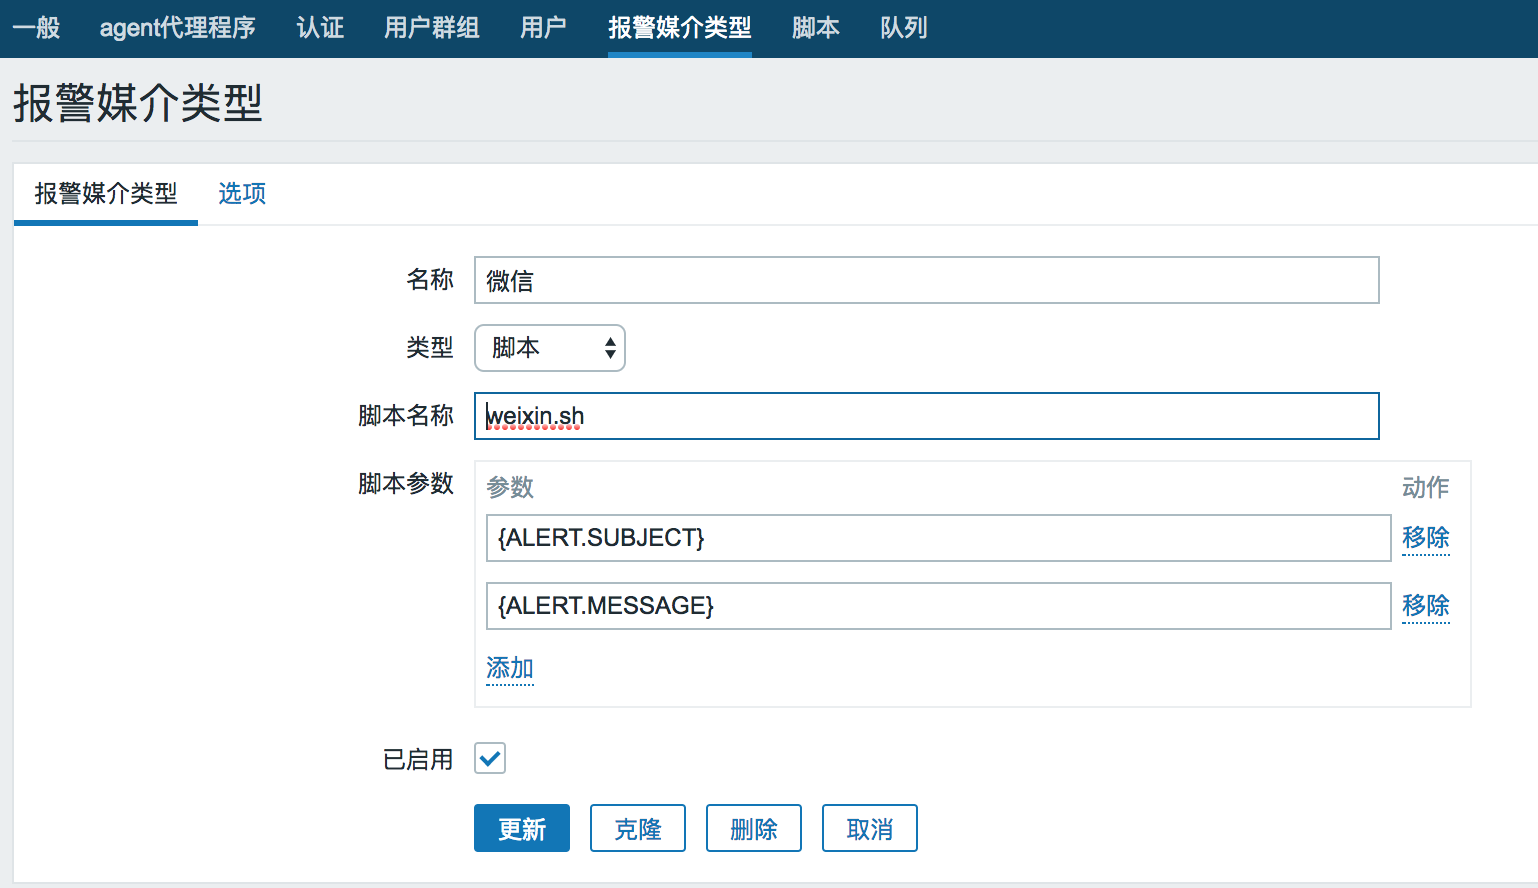 一般 agent代理程序 认证 用户群组 用户 报警媒介类型 脚本 队列
报警媒介类型
报警媒介类型 选项
名称 微信
类型 脚本
脚本名称 weixin.sh
脚本参数 参数 动作
{ALERT.SUBJECT} 移除
{ALERT.MESSAGE} 移除
添加
已启用
更新 克隆 删除 取消